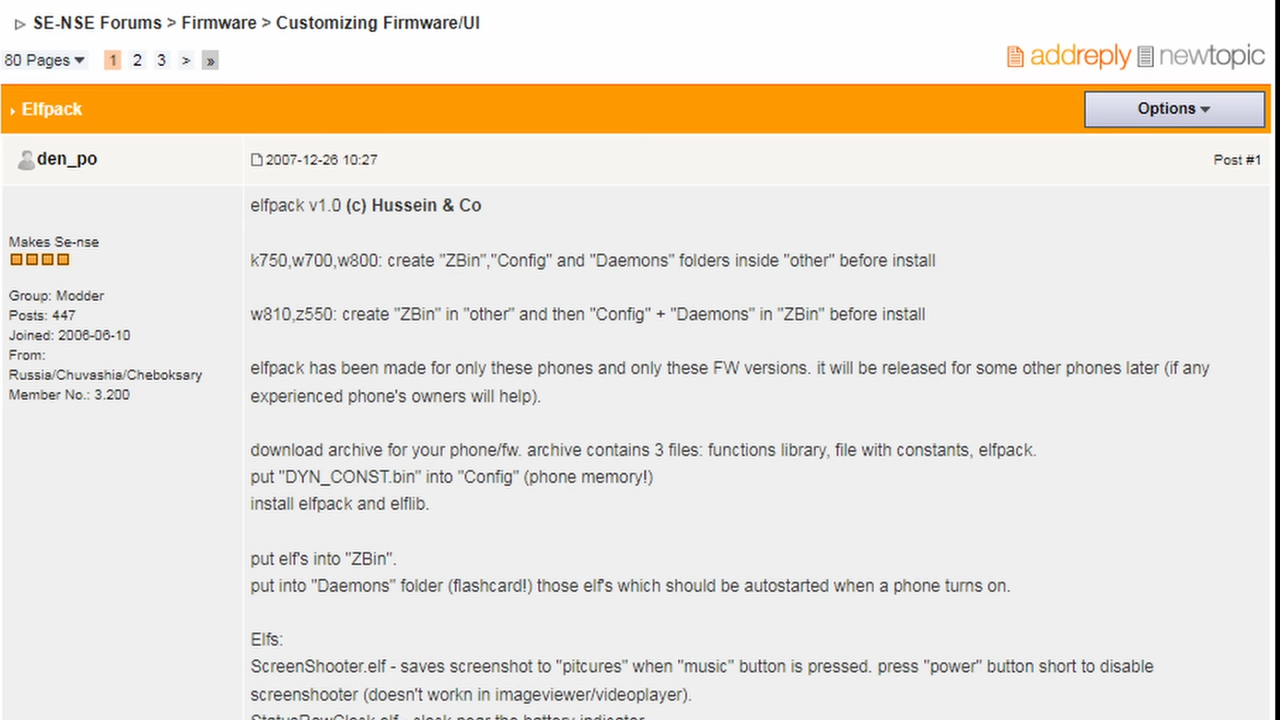 SE-NSE Forums > Firmware > Customizing Firmware/UI
80 Pages 1 2 3 > »
addreply newtopic
Elfpack
Options
den_po
2007-12-26 10:27
Post #1
Makes Se-nse
Group: Modder
Posts: 447
Joined: 2006-06-10
From:
Russia/Chuvashia/Cheboksary
Member No.: 3.200
elfpack v1.0 (c) Hussein & Co
k750,w700,w800: create "ZBin","Config" and "Daemons" folders inside "other" before install
w810,z550: create "ZBin" in "other" and then "Config" + "Daemons" in "ZBin" before install
elfpack has been made for only these phones and only these FW versions. it will be released for some other phones later (if any
experienced phone's owners will help).
download archive for your phone/fw. archive contains 3 files: functions library, file with constants, elfpack.
put "DYN_CONST.bin" into "Config" (phone memory!)
install elfpack and elflib.
put elf's into "ZBin".
put into "Daemons" folder (flashcard!) those elf's which should be autostarted when a phone turns on.
Elfs:
ScreenShooter.elf - saves screenshot to "pitcures" when "music" button is pressed. press "power" button short to disable
screenshooter (doesn't workn in imageviewer/videoplayer).
StatusRowClock.elf - clock near the battery indicator